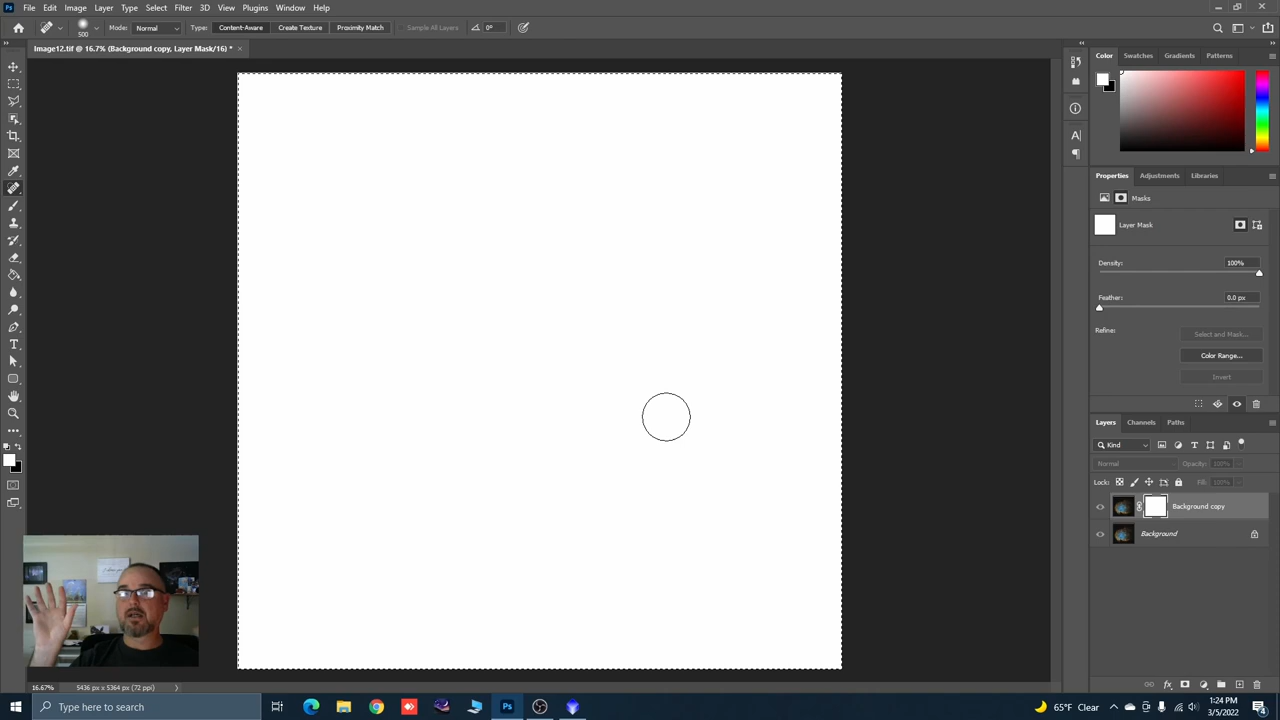 Ps File Edit Image Layer Type Select Filter 3D View Plugins Window Help
500 Mode: Normal Type: Content-Aware Create Texture Proximity Match Sample All Layers 0°
Image12.tif @ 16.7% (Background copy, Layer Mask/16) * ×
Color Swatches Gradients Patterns
Properties Adjustments Libraries
Masks
Layer Mask
Density: 100%
Feather: 0.0 px
Refine: Select and Mask...
Color Range...
Invert
Layers Channels Paths
Kind
Normal Opacity: 100%
Lock: Fill: 100%
Background copy
Background
16.67% 5436 px x 5364 px (72 ppi)
Type here to search
Ps
65°F Clear
1:24 PM
3/5/2022
4